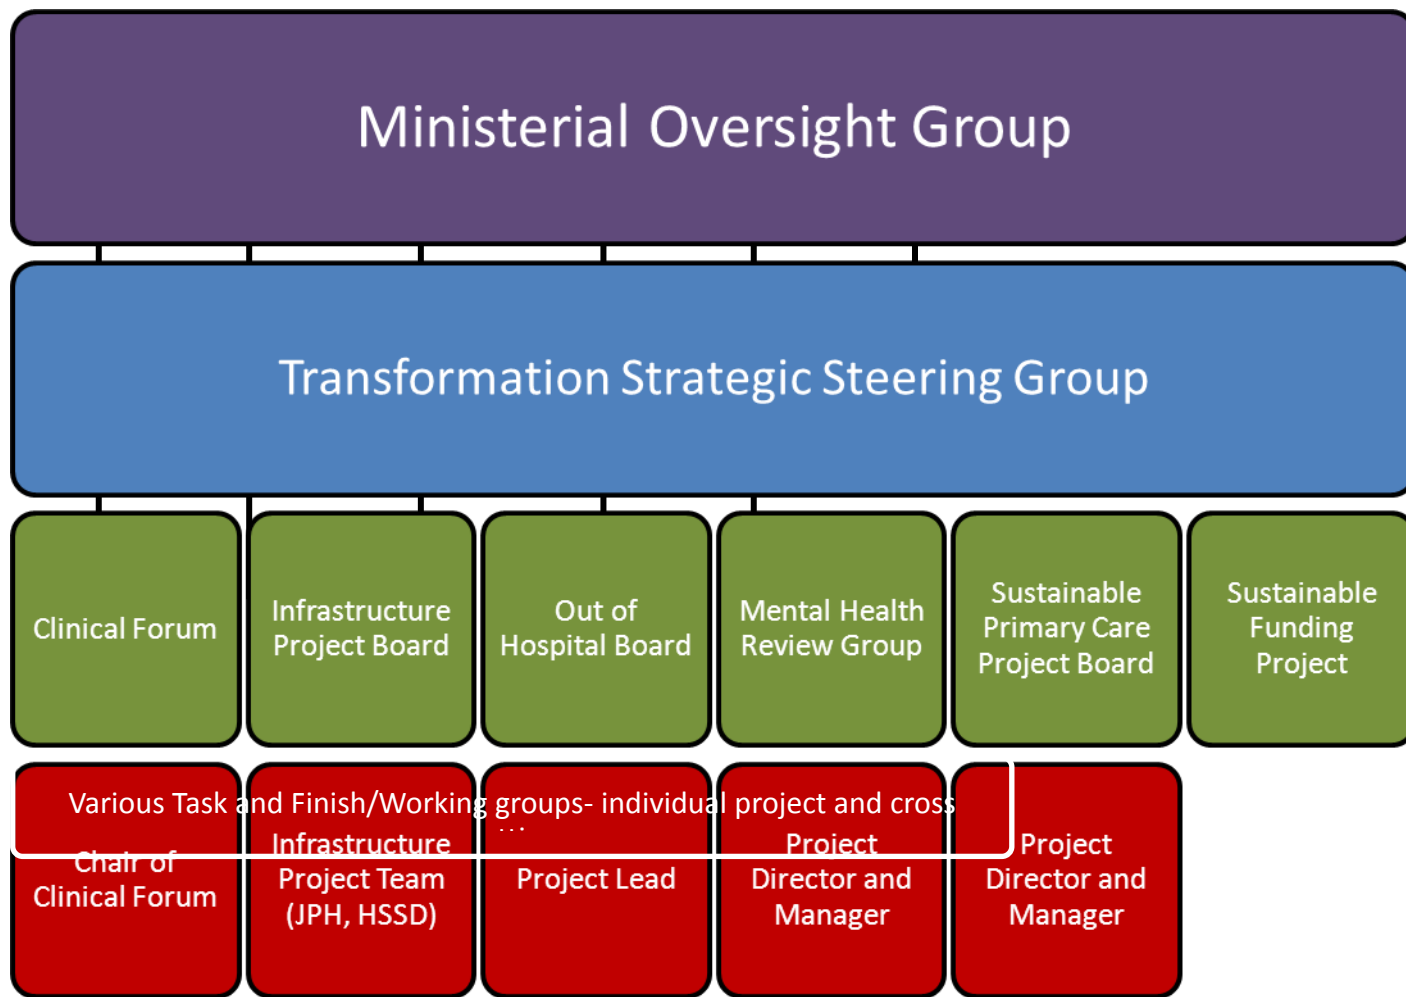 Ministerial Oversight Group
Transformation Strategic Steering Group
Clinical Forum
Infrastructure
Project Board
Out of
Hospital Board
Mental Health
Review Group
Sustainable
Primary Care
Project Board
Sustainable
Funding
Project
Various Task and Finish/Working groups- individual project and cross
Chair of
Clinical Forum
Infrastructure
Project Team
(JPH, HSSD)
Project Lead
Project
Director and
Manager
Project
Director and
Manager